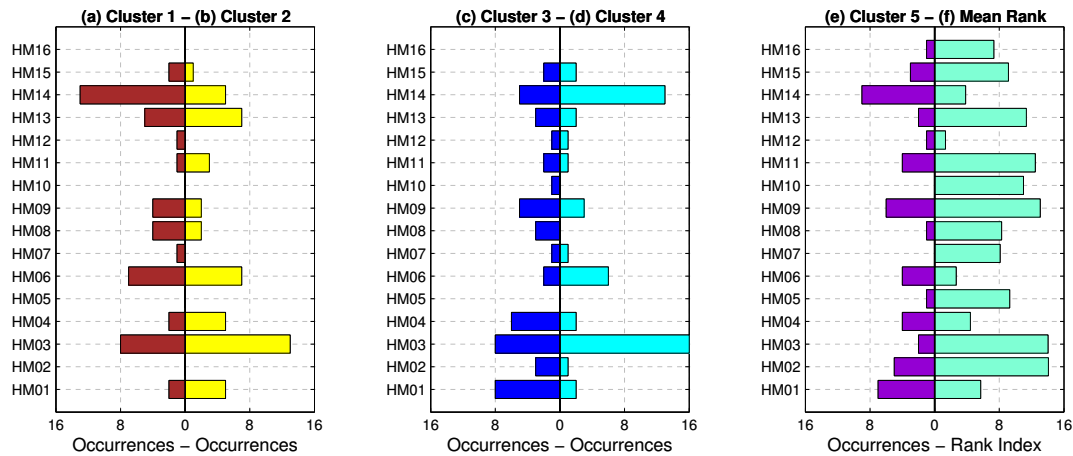 (a) Cluster 1 – (b) Cluster 2
HM16
HM15
HM14
HM13
HM12
HM11
HM10
HM09
HM08
HM07
HM06
HM05
HM04
HM03
HM02
HM01
16 8 0 8 16
Occurrences – Occurrences
(c) Cluster 3 – (d) Cluster 4
HM16
HM15
HM14
HM13
HM12
HM11
HM10
HM09
HM08
HM07
HM06
HM05
HM04
HM03
HM02
HM01
16 8 0 8 16
Occurrences – Occurrences
(e) Cluster 5 – (f) Mean Rank
HM16
HM15
HM14
HM13
HM12
HM11
HM10
HM09
HM08
HM07
HM06
HM05
HM04
HM03
HM02
HM01
16 8 0 8 16
Occurrences – Rank Index